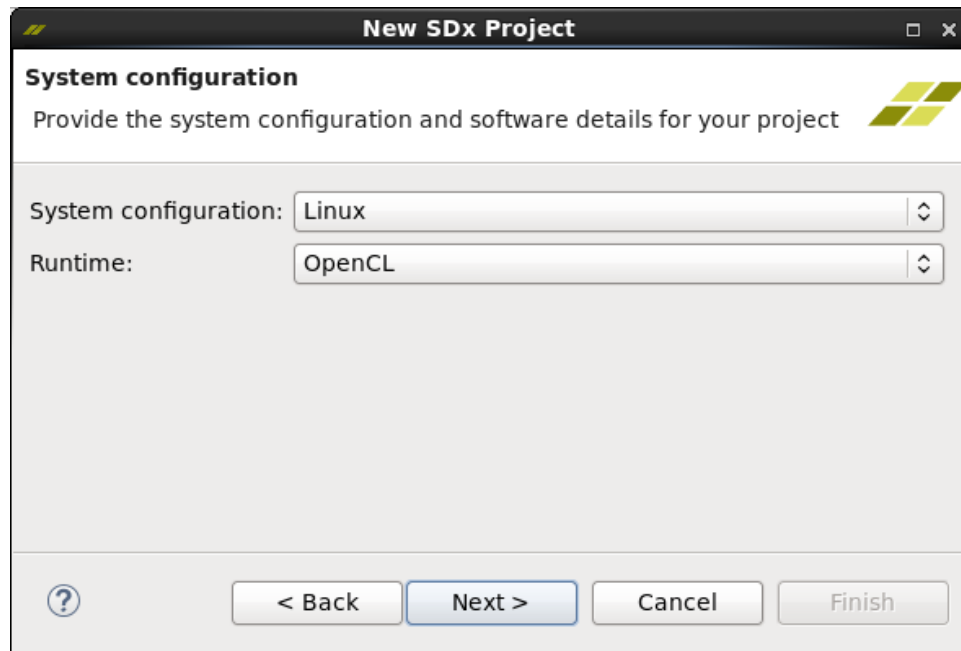 New SDx Project
System configuration
Provide the system configuration and software details for your project
System configuration: Linux
Runtime: OpenCL
? < Back Next > Cancel Finish